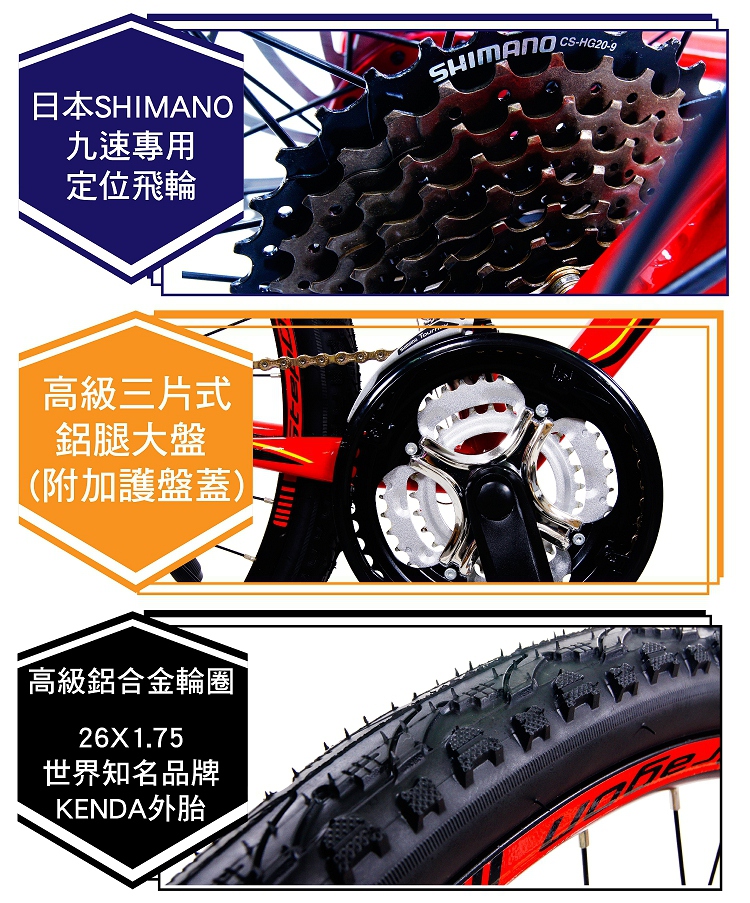 日本SHIMANO
九速專用
定位飛輪
SHIMANO CS-HG20-9
高級三片式
鋁腿大盤
(附加護盤蓋)
Tourney
高級鋁合金輪圈
26X1.75
世界知名品牌
KENDA外胎